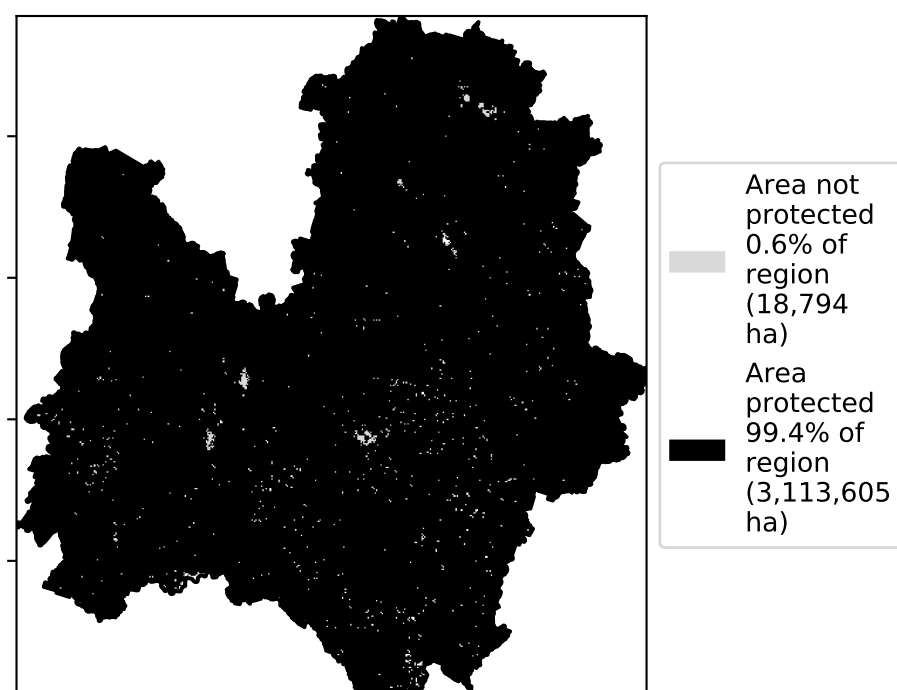 Area not
protected
0.6% of
region
(18,794
ha)
Area
protected
99.4% of
region
(3,113,605
ha)